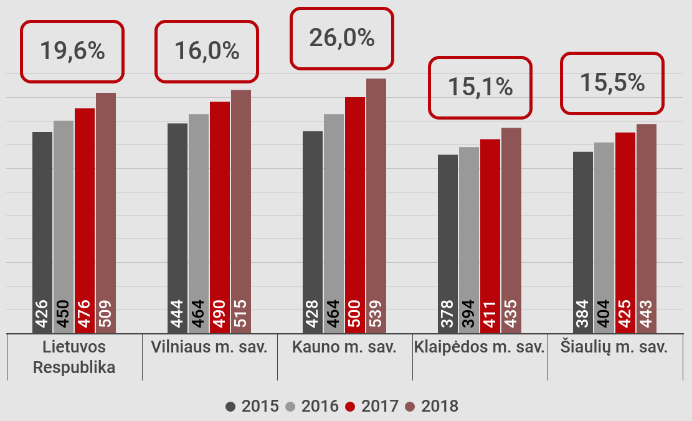 19,6%
16,0%
26,0%
15,1%
15,5%
426 450 476 509
444 464 490 515
428 464 500 539
378 394 411 435
384 404 425 443
Lietuvos
Respublika
Vilniaus m. sav.
Kauno m. sav.
Klaipėdos m. sav.
Šiaulių m. sav.
2015 2016 2017 2018